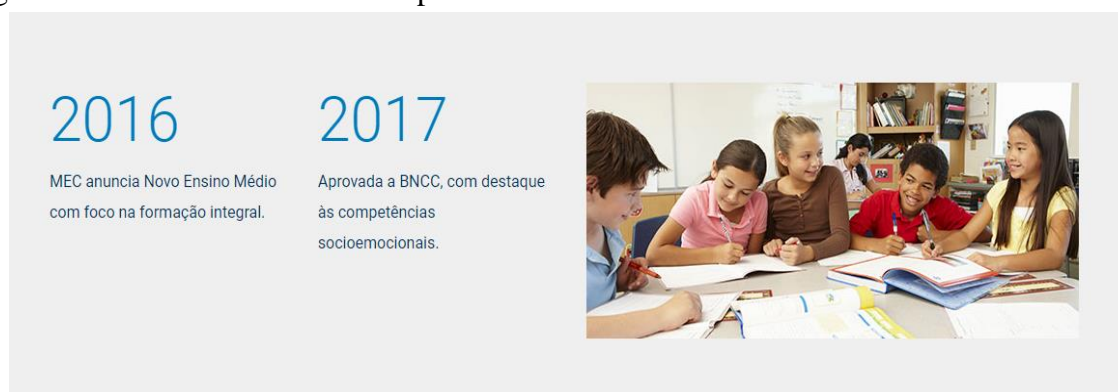 2016
MEC anuncia Novo Ensino Médio
com foco na formação integral.
2017
Aprovada a BNCC, com destaque
às competências
socioemocionais.